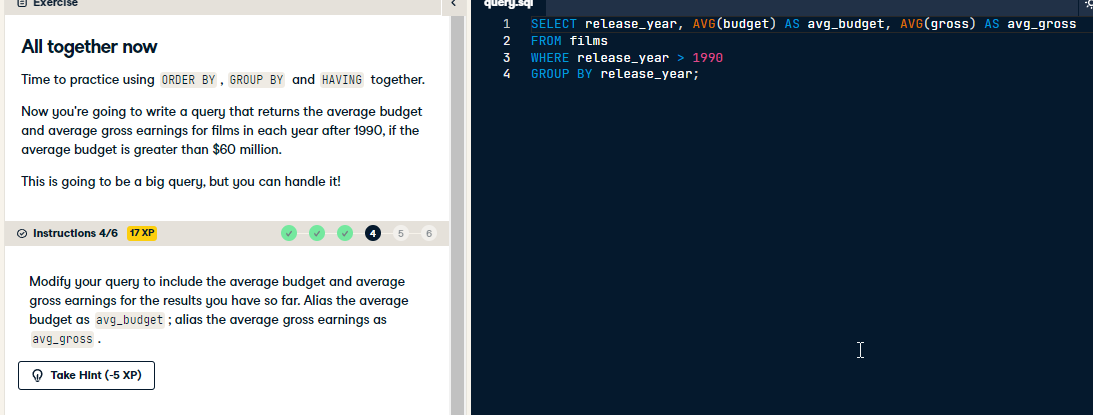 Exercise
All together now
Time to practice using ORDER BY , GROUP BY and HAVING together.
Now you're going to write a query that returns the average budget
and average gross earnings for films in each year after 1990, if the
average budget is greater than $60 million.
This is going to be a big query, but you can handle it!
Instructions 4/6 17 XP
4 5 6
Modify your query to include the average budget and average
gross earnings for the results you have so far. Alias the average
budget as avg_budget ; alias the average gross earnings as
avg_gross .
Take Hint (-5 XP)
query.sql
1 SELECT release_year, AVG(budget) AS avg_budget, AVG(gross) AS avg_gross
2 FROM films
3 WHERE release_year > 1990
4 GROUP BY release_year;